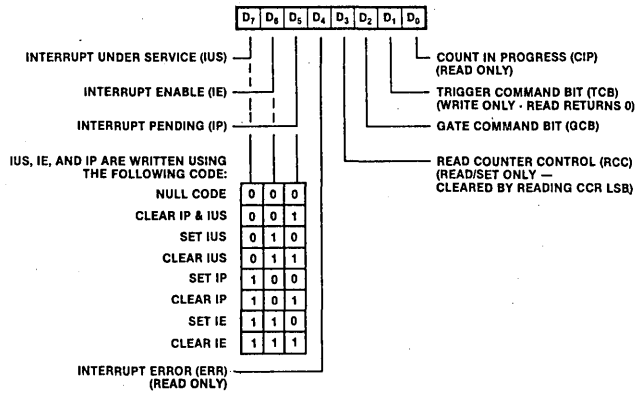 D7 D6 D5 D4 D3 D2 D1 D0
INTERRUPT UNDER SERVICE (IUS)
INTERRUPT ENABLE (IE)
INTERRUPT PENDING (IP)
IUS, IE, AND IP ARE WRITTEN USING
THE FOLLOWING CODE:
NULL CODE 0 0 0
CLEAR IP & IUS 0 0 1
SET IUS 0 1 0
CLEAR IUS 0 1 1
SET IP 1 0 0
CLEAR IP 1 0 1
SET IE 1 1 0
CLEAR IE 1 1 1
INTERRUPT ERROR (ERR)
(READ ONLY)
COUNT IN PROGRESS (CIP)
(READ ONLY)
TRIGGER COMMAND BIT (TCB)
(WRITE ONLY - READ RETURNS 0)
GATE COMMAND BIT (GCB)
READ COUNTER CONTROL (RCC)
(READ/SET ONLY —
CLEARED BY READING CCR LSB)